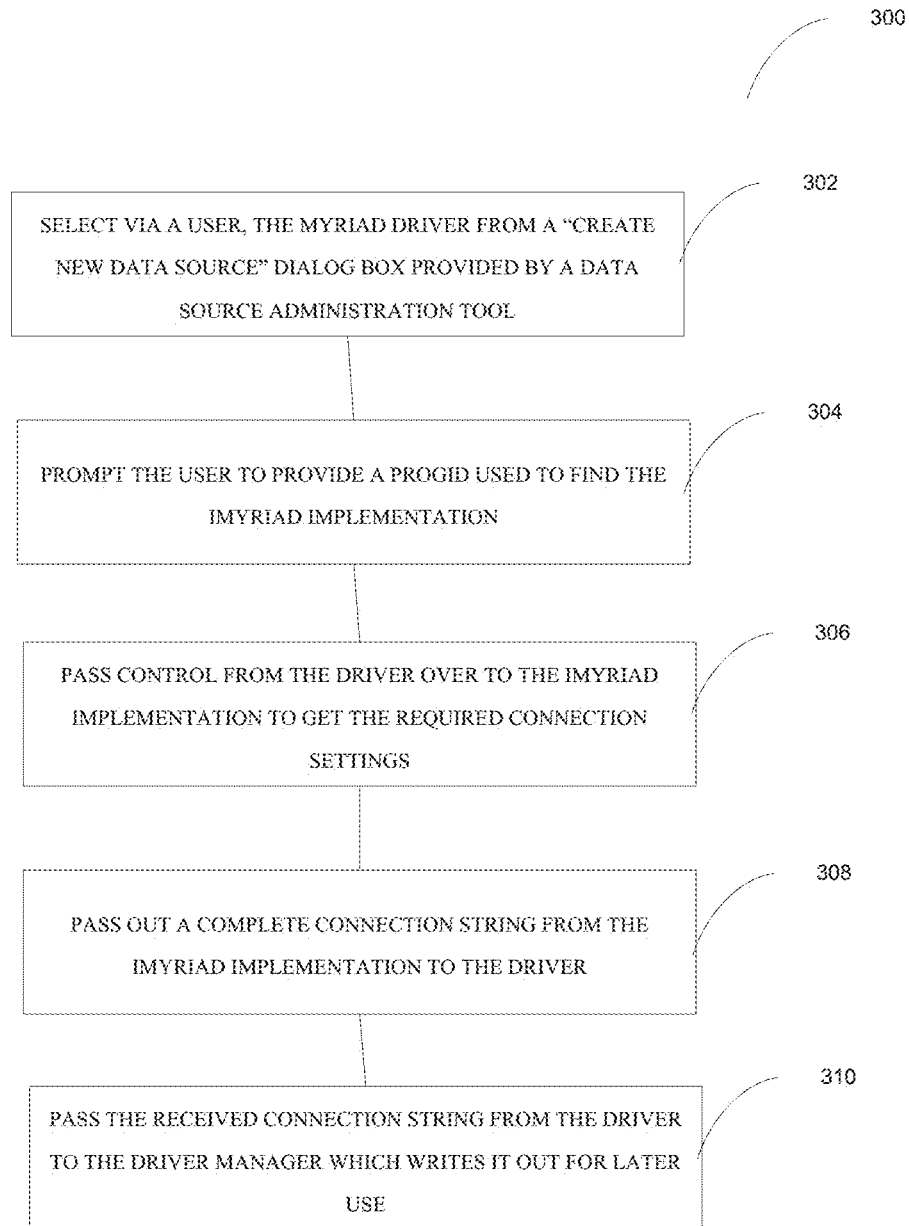 300
302
SELECT VIA A USER, THE MYRIAD DRIVER FROM A “CREATE
NEW DATA SOURCE” DIALOG BOX PROVIDED BY A DATA
SOURCE ADMINISTRATION TOOL
304
PROMPT THE USER TO PROVIDE A PROGID USED TO FIND THE
IMYRIAD IMPLEMENTATION
306
PASS CONTROL FROM THE DRIVER OVER TO THE IMYRIAD
IMPLEMENTATION TO GET THE REQUIRED CONNECTION
SETTINGS
308
PASS OUT A COMPLETE CONNECTION STRING FROM THE
IMYRIAD IMPLEMENTATION TO THE DRIVER
310
PASS THE RECEIVED CONNECTION STRING FROM THE DRIVER
TO THE DRIVER MANAGER WHICH WRITES IT OUT FOR LATER
USE